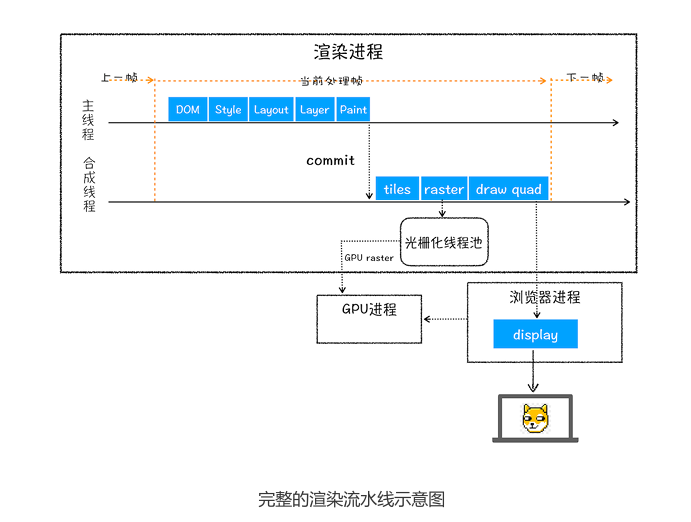 渲染进程
上一帧
当前处理帧
下一帧
主线程
DOM
Style
Layout
Layer
Paint
commit
合成线程
tiles
raster
draw quad
光栅化线程池
GPU raster
GPU进程
浏览器进程
display
完整的渲染流水线示意图